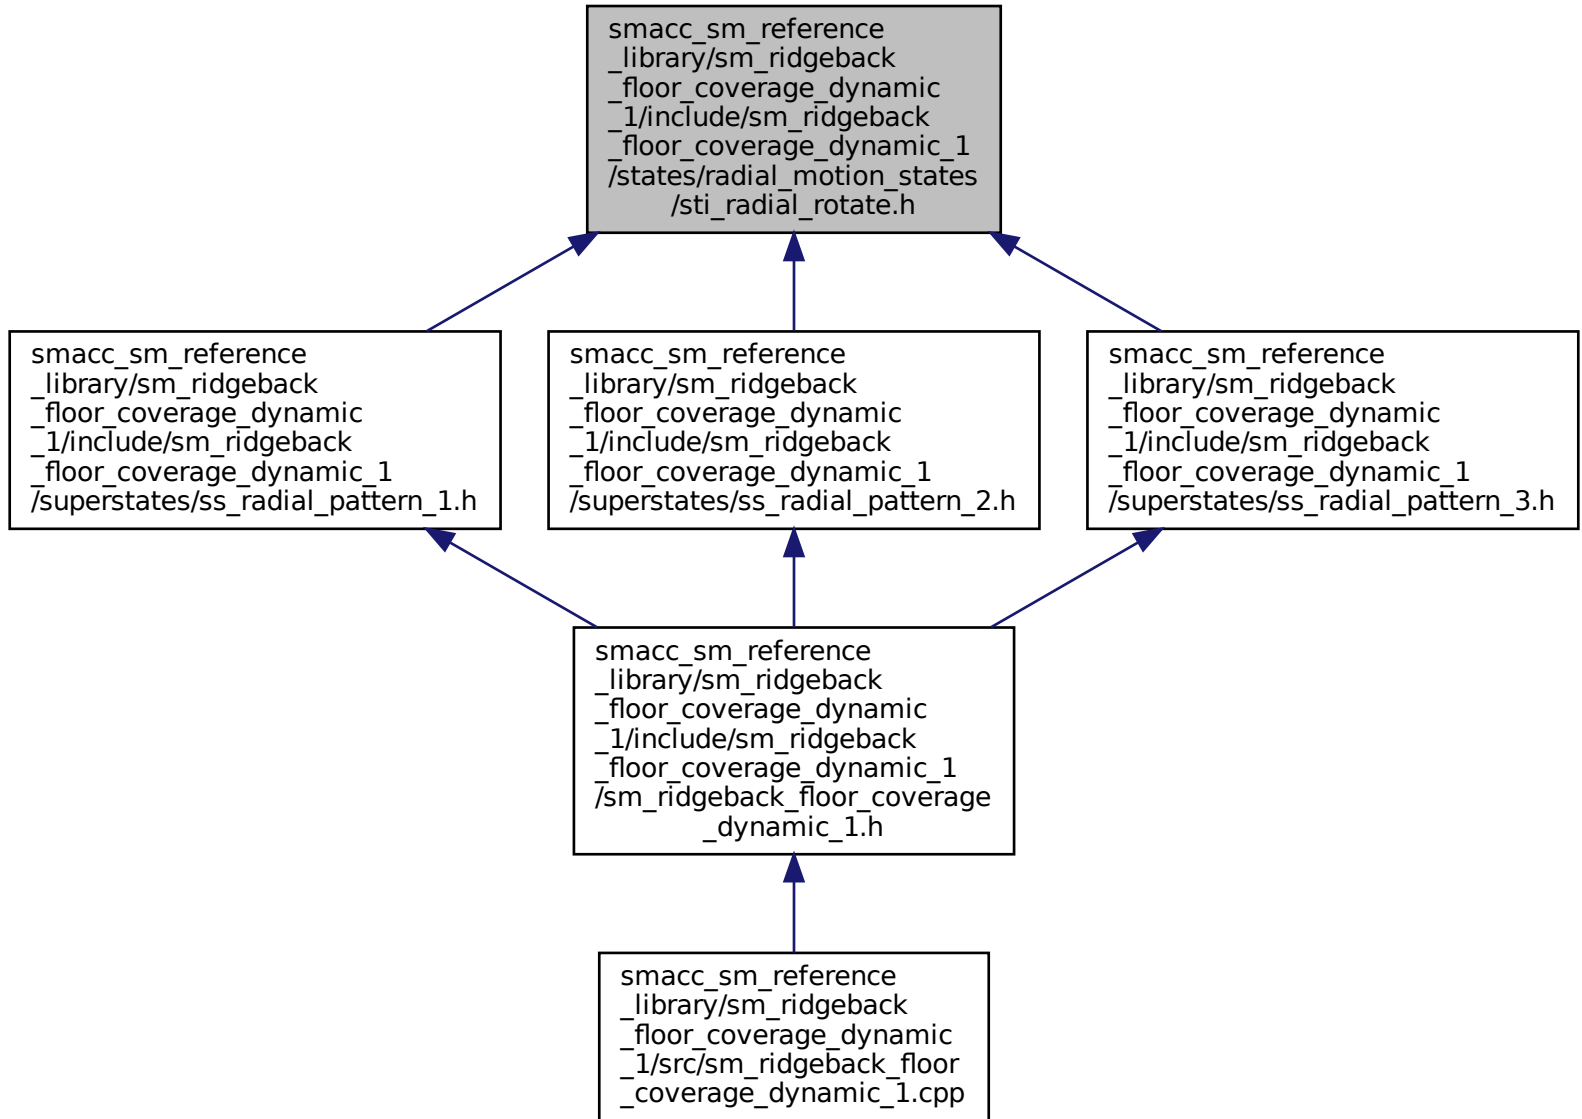 smacc_sm_reference
_library/sm_ridgeback
_floor_coverage_dynamic
_1/include/sm_ridgeback
_floor_coverage_dynamic_1
/states/radial_motion_states
/sti_radial_rotate.h
smacc_sm_reference
_library/sm_ridgeback
_floor_coverage_dynamic
_1/include/sm_ridgeback
_floor_coverage_dynamic_1
/superstates/ss_radial_pattern_1.h
smacc_sm_reference
_library/sm_ridgeback
_floor_coverage_dynamic
_1/include/sm_ridgeback
_floor_coverage_dynamic_1
/superstates/ss_radial_pattern_2.h
smacc_sm_reference
_library/sm_ridgeback
_floor_coverage_dynamic
_1/include/sm_ridgeback
_floor_coverage_dynamic_1
/superstates/ss_radial_pattern_3.h
smacc_sm_reference
_library/sm_ridgeback
_floor_coverage_dynamic
_1/include/sm_ridgeback
_floor_coverage_dynamic_1
/sm_ridgeback_floor_coverage
_dynamic_1.h
smacc_sm_reference
_library/sm_ridgeback
_floor_coverage_dynamic
_1/src/sm_ridgeback_floor
_coverage_dynamic_1.cpp